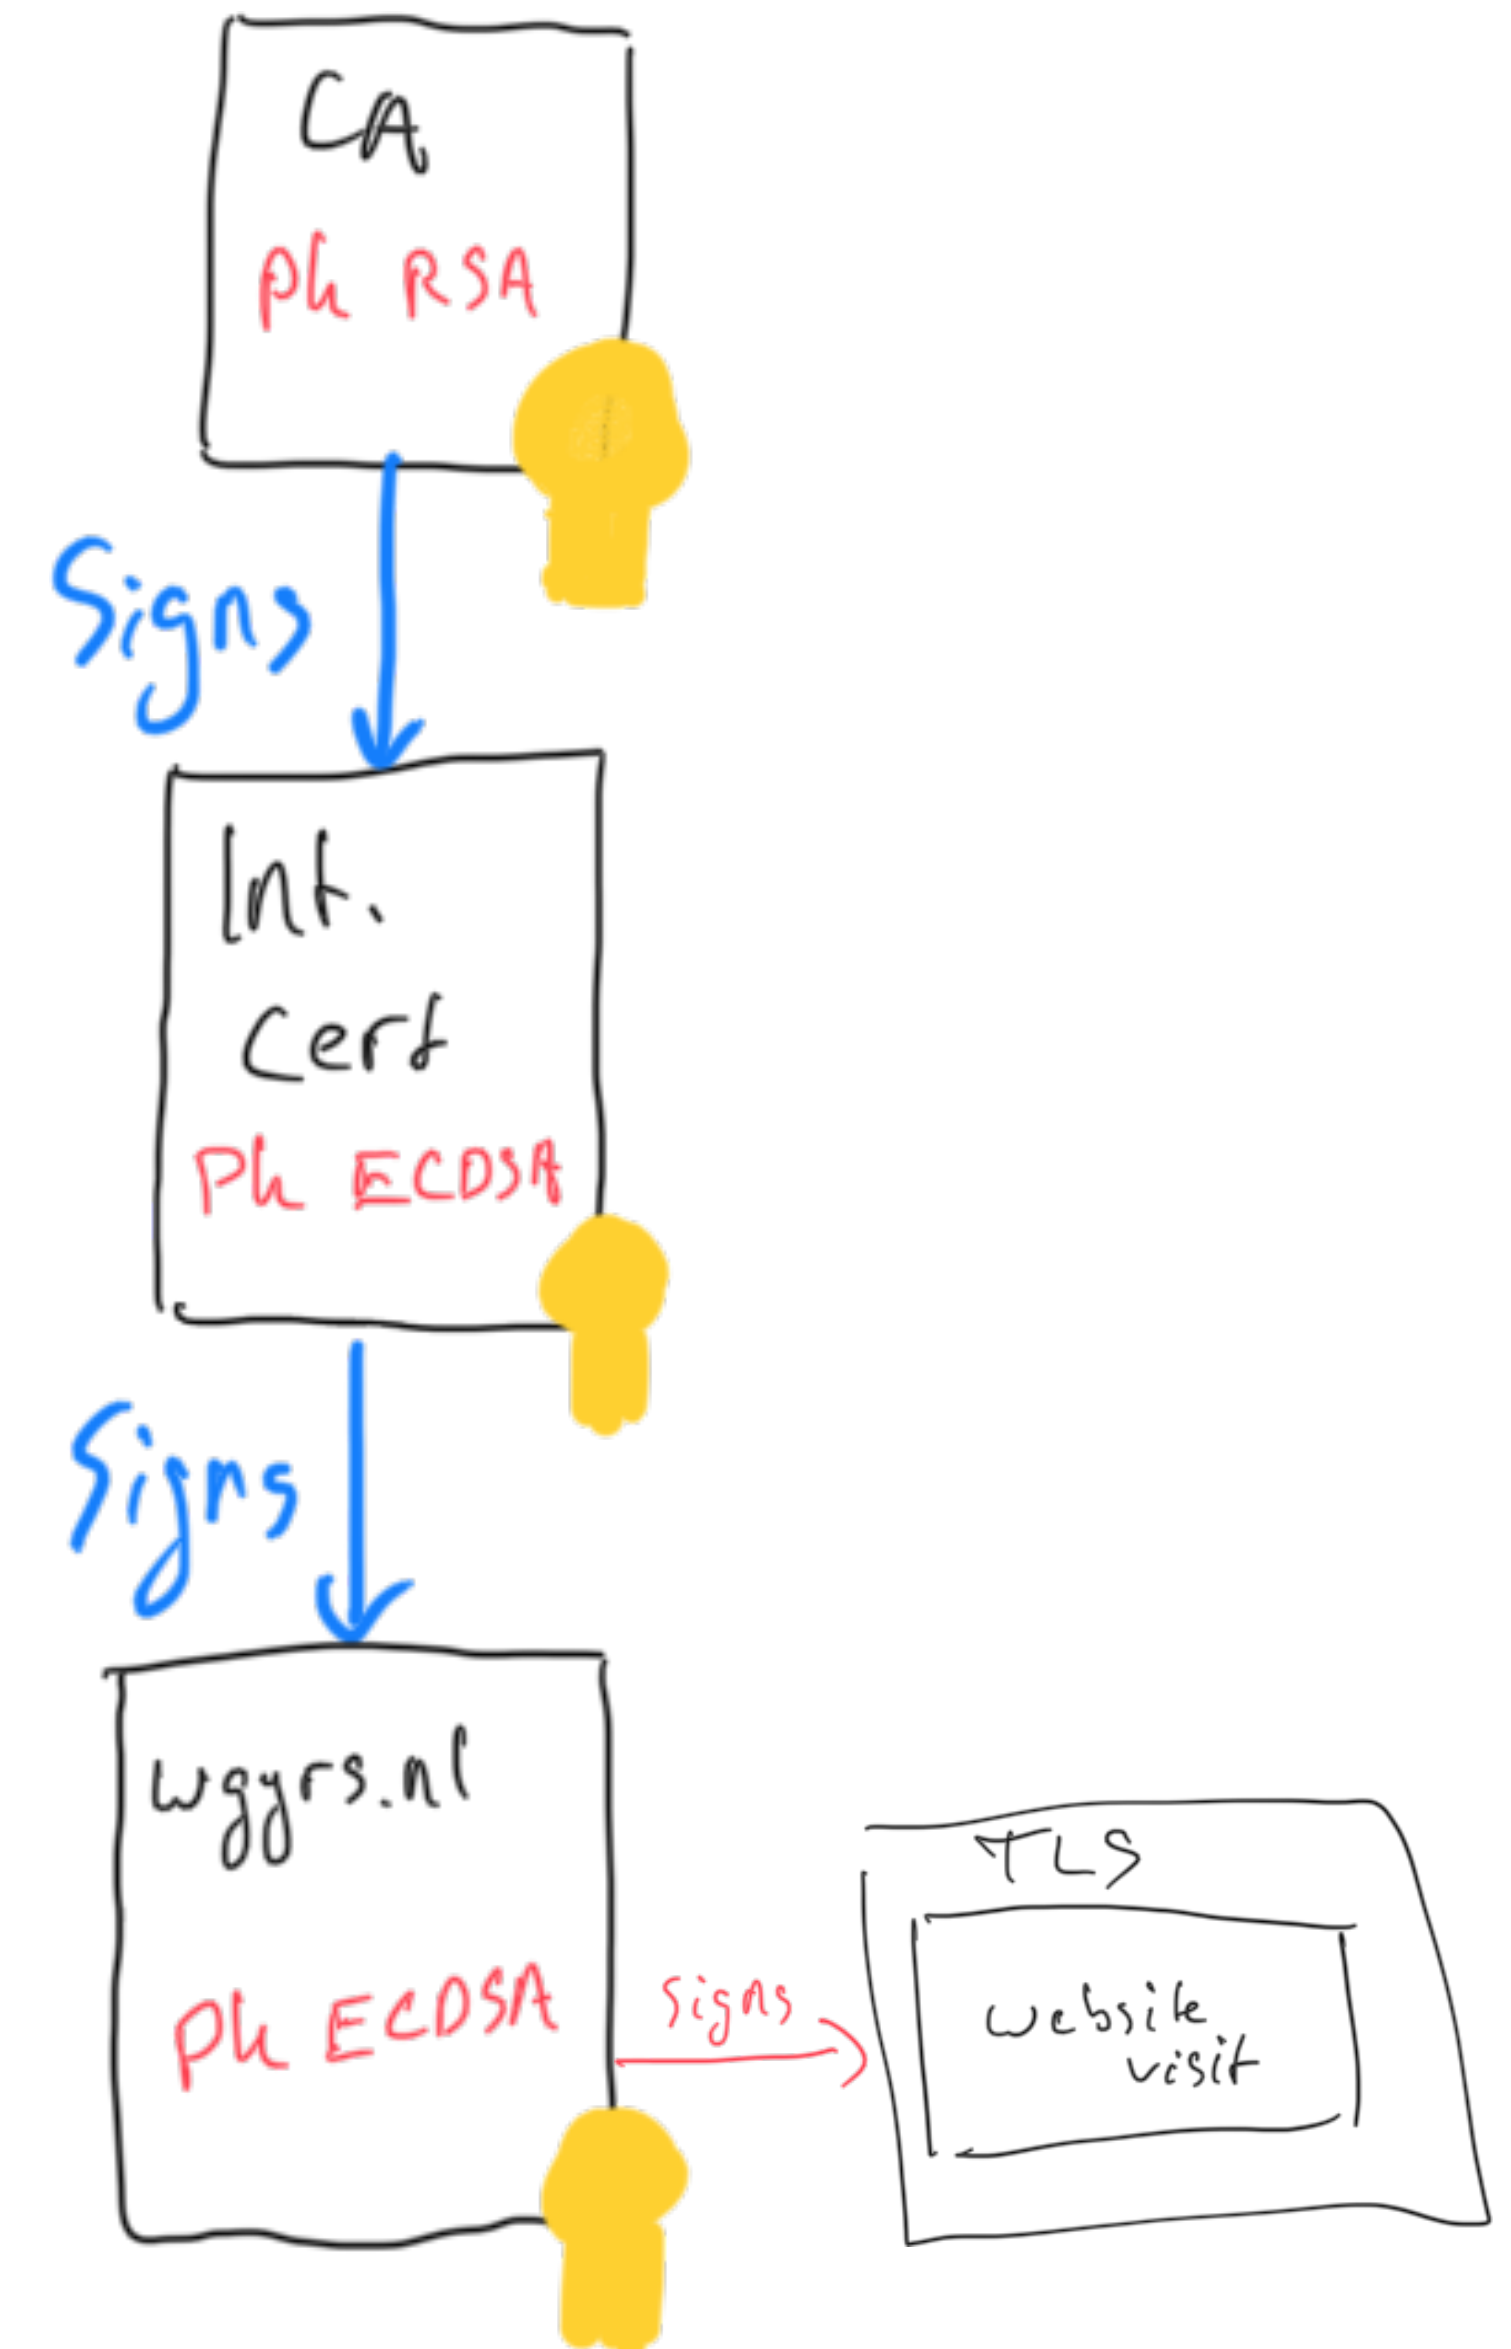 CA
pk RSA
Signs
Int.
Cert
Pk ECDSA
Signs
wggrs.nl
pk ECDSA
signs
TLS
website
visit